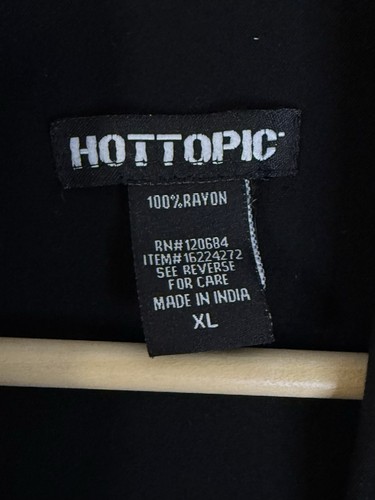 HOTTOPIC
100%RAYON
RN#120684
ITEM#16224272
SEE REVERSE
FOR CARE
MADE IN INDIA
XL